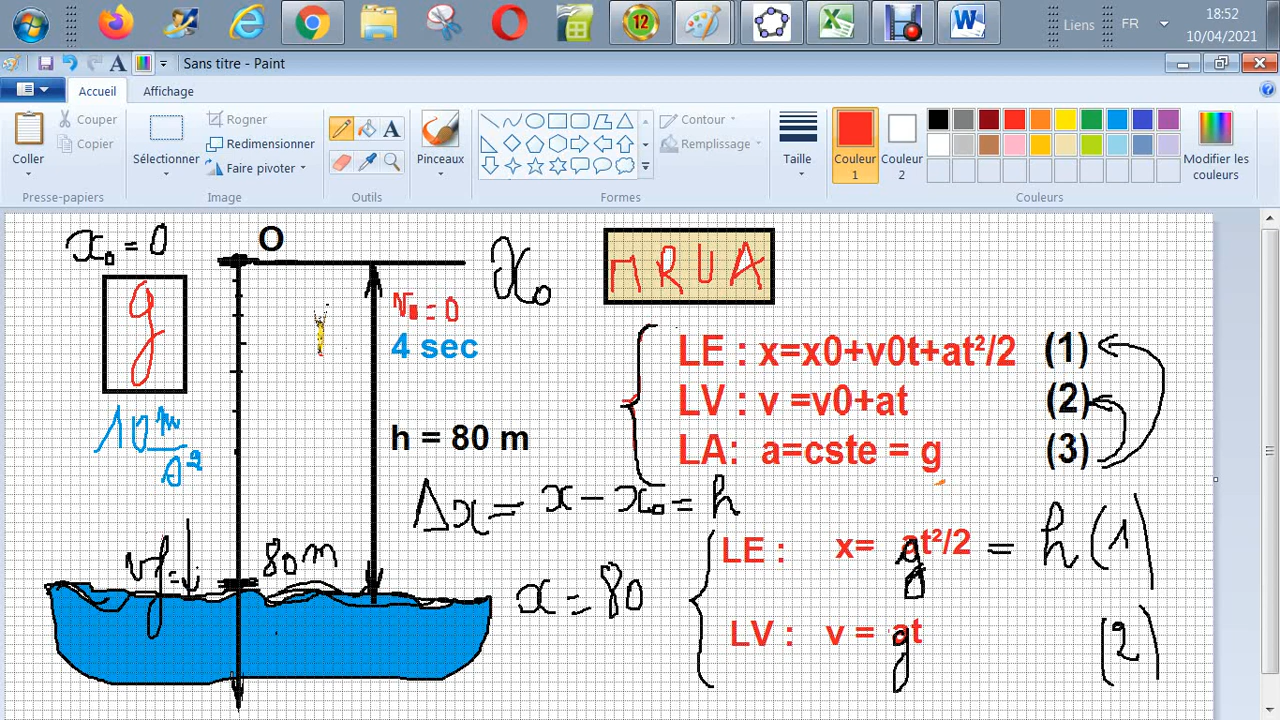 18:52
Liens
FR
10/04/2021
12
Sans titre - Paint
Accueil
Affichage
Coller
Couper
Copier
Presse-papiers
Sélectionner
Rogner
Redimensionner
Faire pivoter
Image
Outils
Pinceaux
Contour
Remplissage
Formes
Taille
Couleur 1
Couleur 2
Modifier les couleurs
Couleurs
x₀ = 0
O
x₀
MRUA
g
v₀ = 0
4 sec
10 m/s²
h = 80 m
LE : x=x0+v0t+at²/2 (1)
LV : v =v0+at (2)
LA: a=cste = g (3)
Δx = x - x₀ = h
vf =
80 m
x = 80
LE : x= at²/2 = h (1)
g
LV : v = at (2)
g